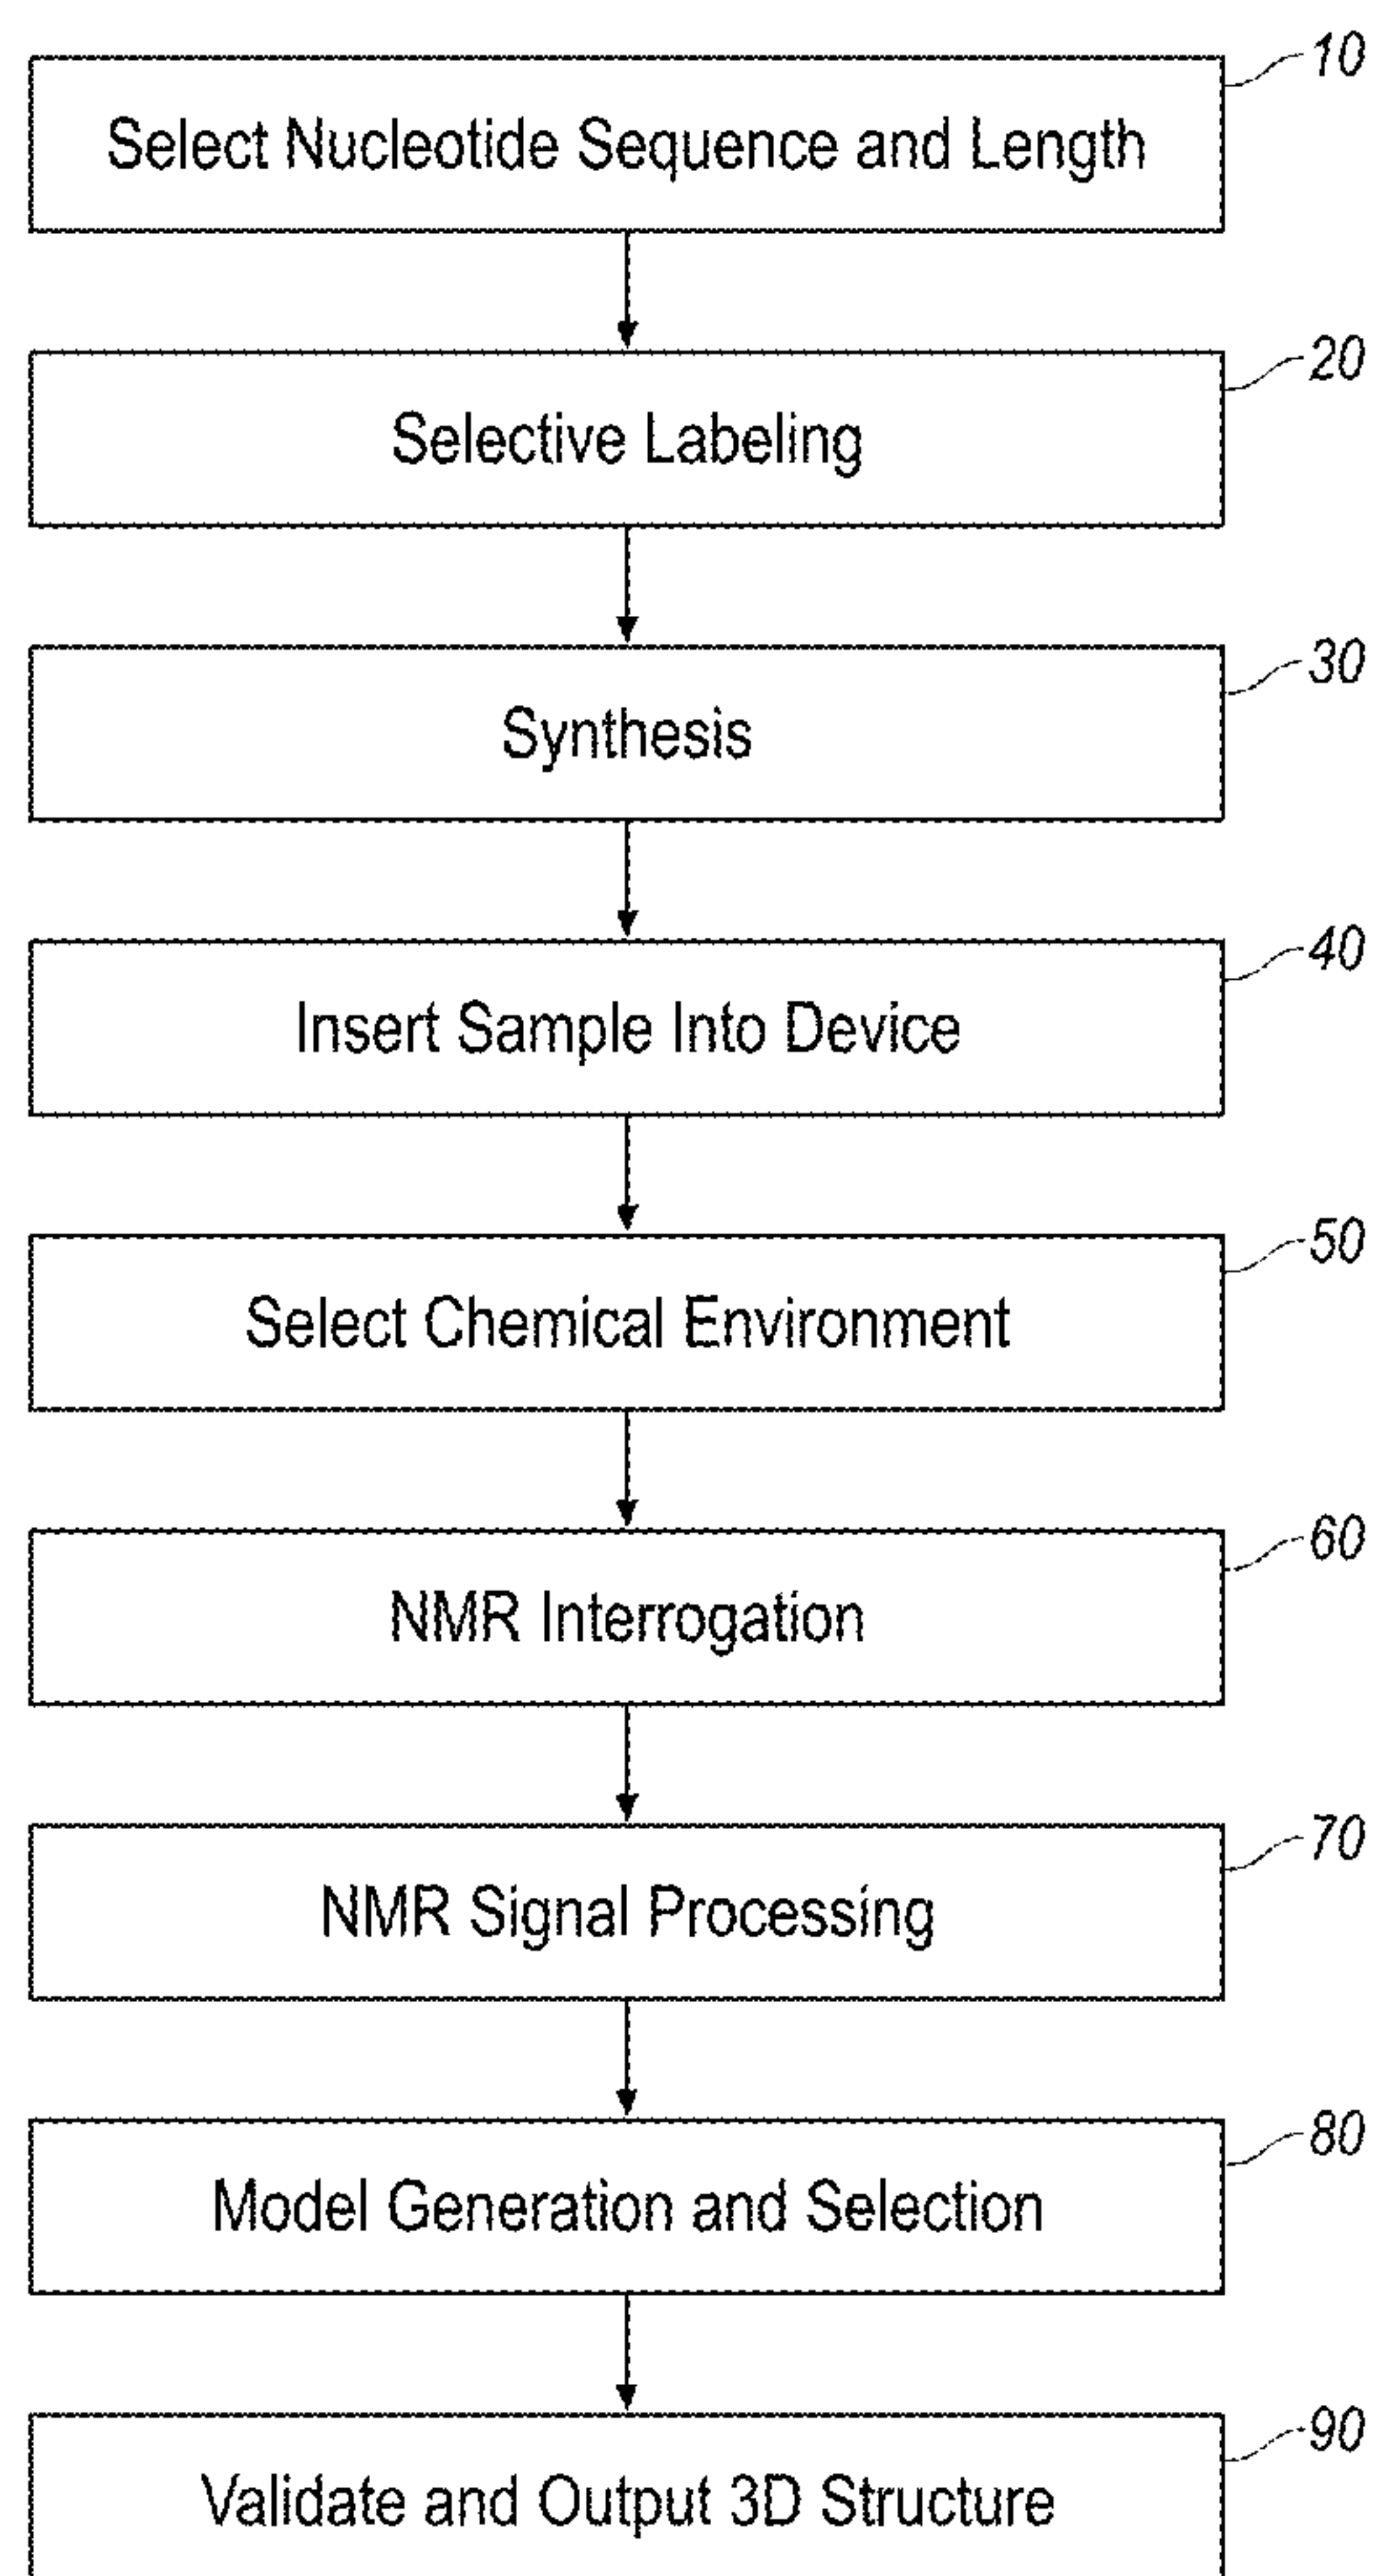 10
Select Nucleotide Sequence and Length
20
Selective Labeling
30
Synthesis
40
Insert Sample Into Device
50
Select Chemical Environment
60
NMR Interrogation
70
NMR Signal Processing
80
Model Generation and Selection
90
Validate and Output 3D Structure